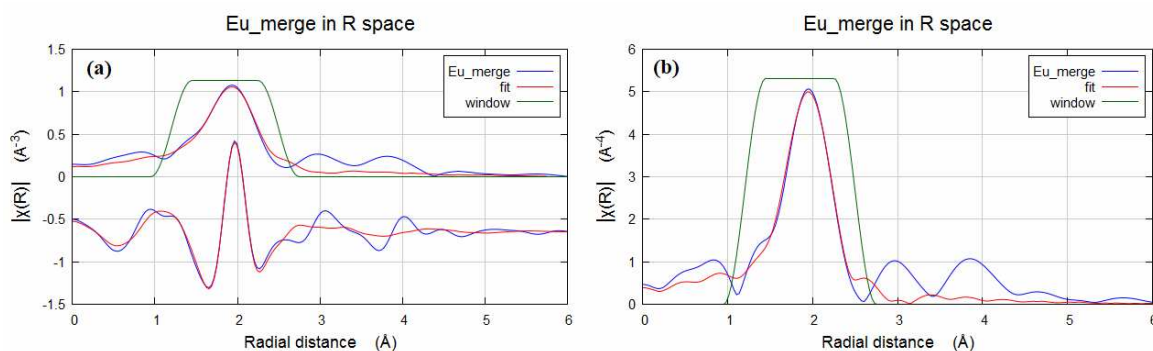 Eu_merge in R space
(a)
Eu_merge
fit
window
1.5
1
0.5
0
-0.5
-1
-1.5
|χ(R)| (Å⁻³)
0 1 2 3 4 5 6
Radial distance (Å)
Eu_merge in R space
(b)
Eu_merge
fit
window
6
5
4
3
2
1
0
|χ(R)| (Å⁻⁴)
0 1 2 3 4 5 6
Radial distance (Å)